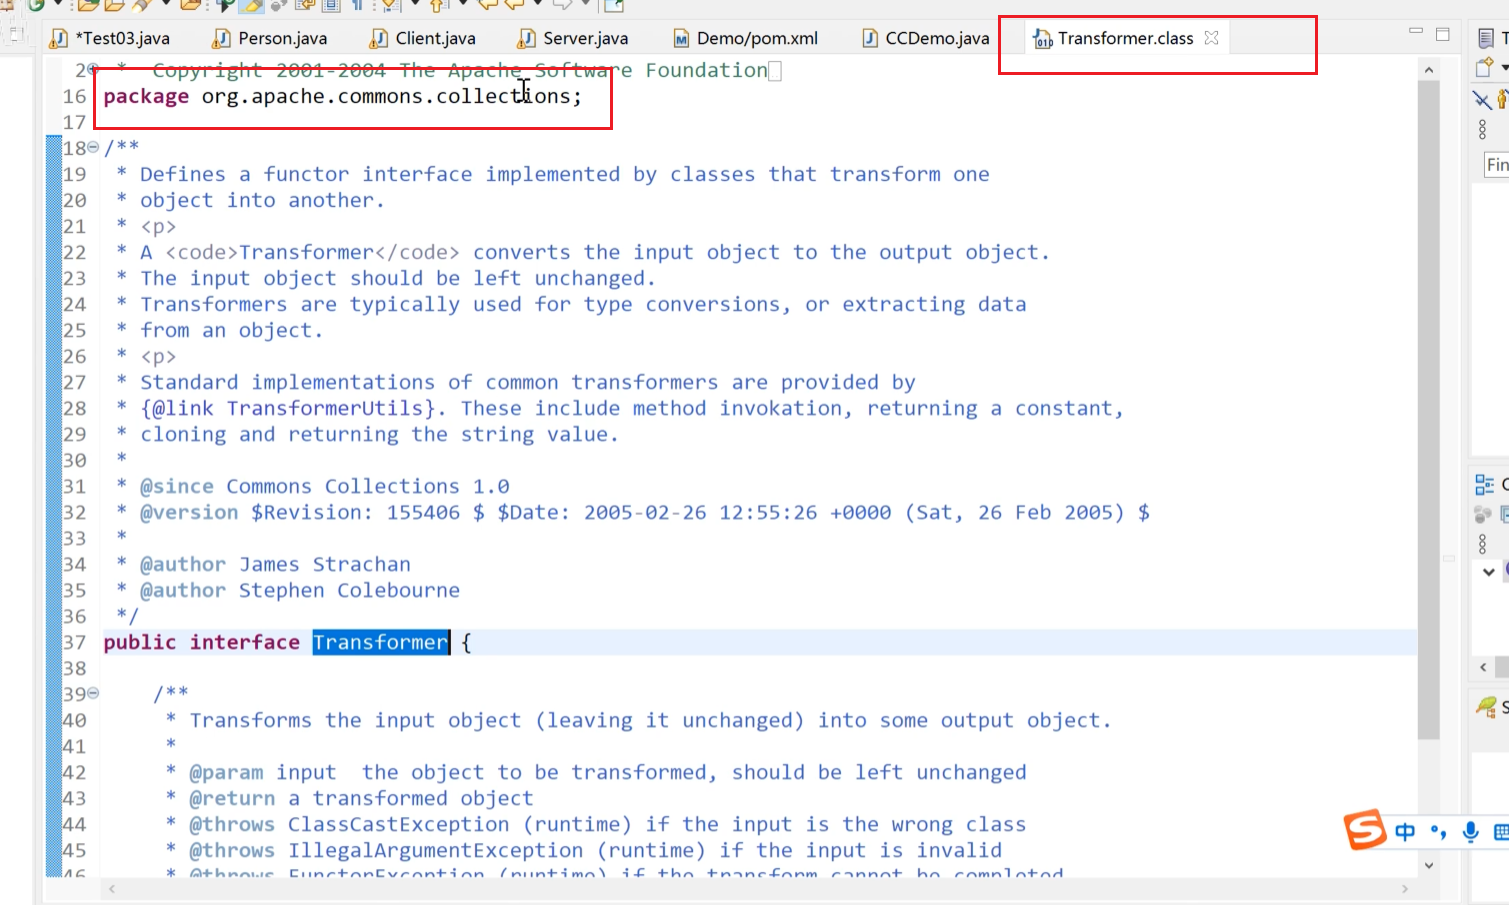 *Test03.java Person.java Client.java Server.java Demo/pom.xml CCDemo.java Transformer.class
2 * Copyright 2001-2004 The Apache Software Foundation
16 package org.apache.commons.collections;
17
18 /**
19 * Defines a functor interface implemented by classes that transform one
20 * object into another.
21 * <p>
22 * A <code>Transformer</code> converts the input object to the output object.
23 * The input object should be left unchanged.
24 * Transformers are typically used for type conversions, or extracting data
25 * from an object.
26 * <p>
27 * Standard implementations of common transformers are provided by
28 * {@link TransformerUtils}. These include method invokation, returning a constant,
29 * cloning and returning the string value.
30 *
31 * @since Commons Collections 1.0
32 * @version $Revision: 155406 $ $Date: 2005-02-26 12:55:26 +0000 (Sat, 26 Feb 2005) $
33 *
34 * @author James Strachan
35 * @author Stephen Colebourne
36 */
37 public interface Transformer {
38
39 /**
40 * Transforms the input object (leaving it unchanged) into some output object.
41 *
42 * @param input  the object to be transformed, should be left unchanged
43 * @return a transformed object
44 * @throws ClassCastException (runtime) if the input is the wrong class
45 * @throws IllegalArgumentException (runtime) if the input is invalid
46 * @throws FunctorException (runtime) if the transform cannot be completed
Fin
中